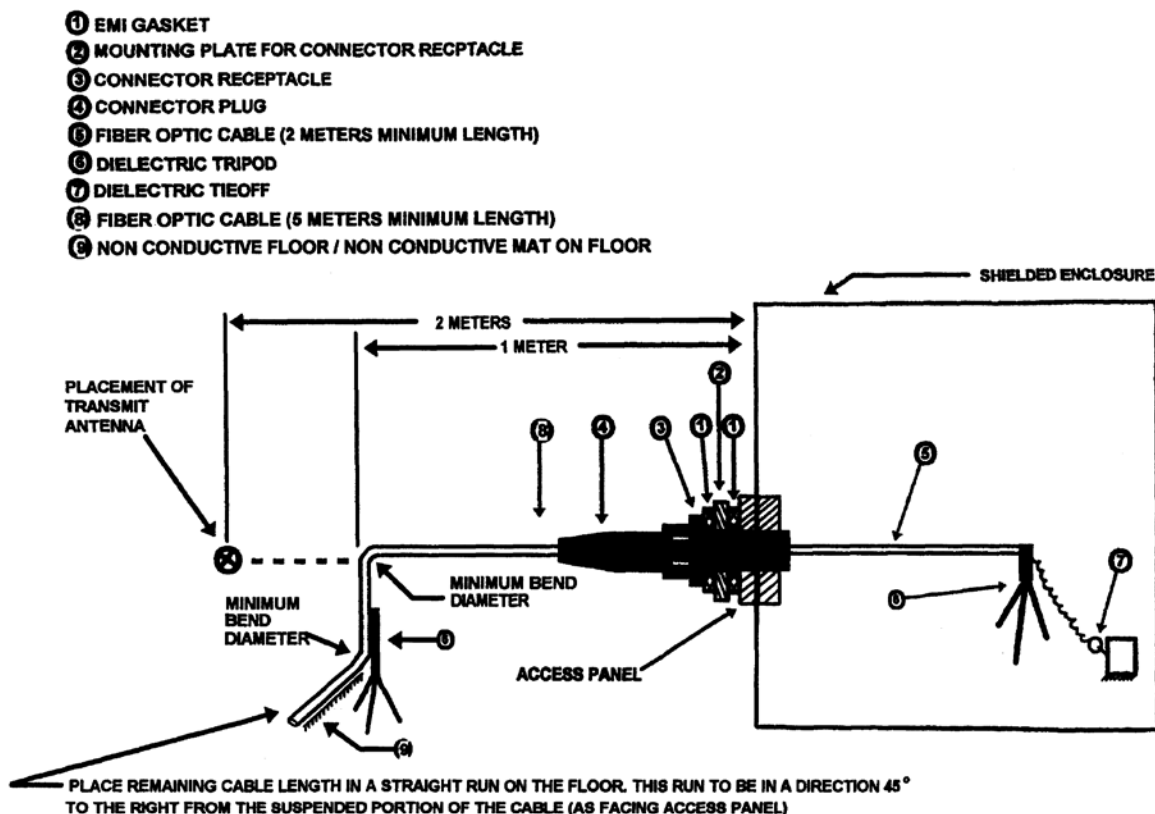 ① EMI GASKET
② MOUNTING PLATE FOR CONNECTOR RECPTACLE
③ CONNECTOR RECEPTACLE
④ CONNECTOR PLUG
⑤ FIBER OPTIC CABLE (2 METERS MINIMUM LENGTH)
⑥ DIELECTRIC TRIPOD
⑦ DIELECTRIC TIEOFF
⑧ FIBER OPTIC CABLE (5 METERS MINIMUM LENGTH)
⑨ NON CONDUCTIVE FLOOR / NON CONDUCTIVE MAT ON FLOOR
SHIELDED ENCLOSURE
2 METERS
1 METER
PLACEMENT OF
TRANSMIT
ANTENNA
②
⑧
④
③
①
①
⑤
MINIMUM BEND
DIAMETER
MINIMUM
BEND
DIAMETER
⑥
⑦
⑥
ACCESS PANEL
⑨
PLACE REMAINING CABLE LENGTH IN A STRAIGHT RUN ON THE FLOOR. THIS RUN TO BE IN A DIRECTION 45°
TO THE RIGHT FROM THE SUSPENDED PORTION OF THE CABLE (AS FACING ACCESS PANEL)